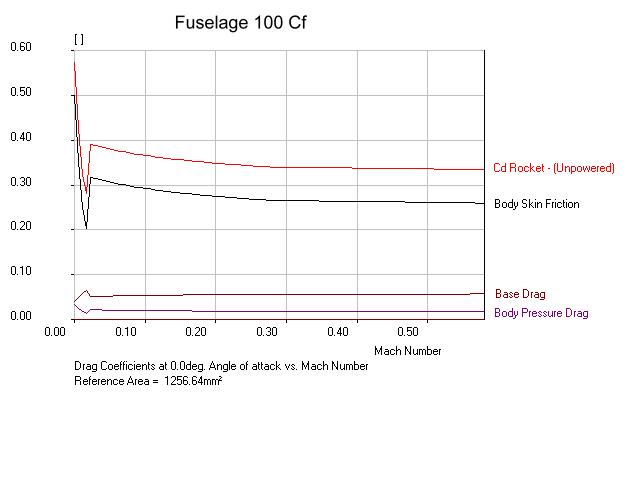 Fuselage 100 Cf
[ ]
0.60
0.50
0.40
0.30
0.20
0.10
0.00
Cd Rocket - (Unpowered)
Body Skin Friction
Base Drag
Body Pressure Drag
0.00 0.10 0.20 0.30 0.40 0.50
Mach Number
Drag Coefficients at 0.0deg. Angle of attack vs. Mach Number
Reference Area = 1256.64mm²